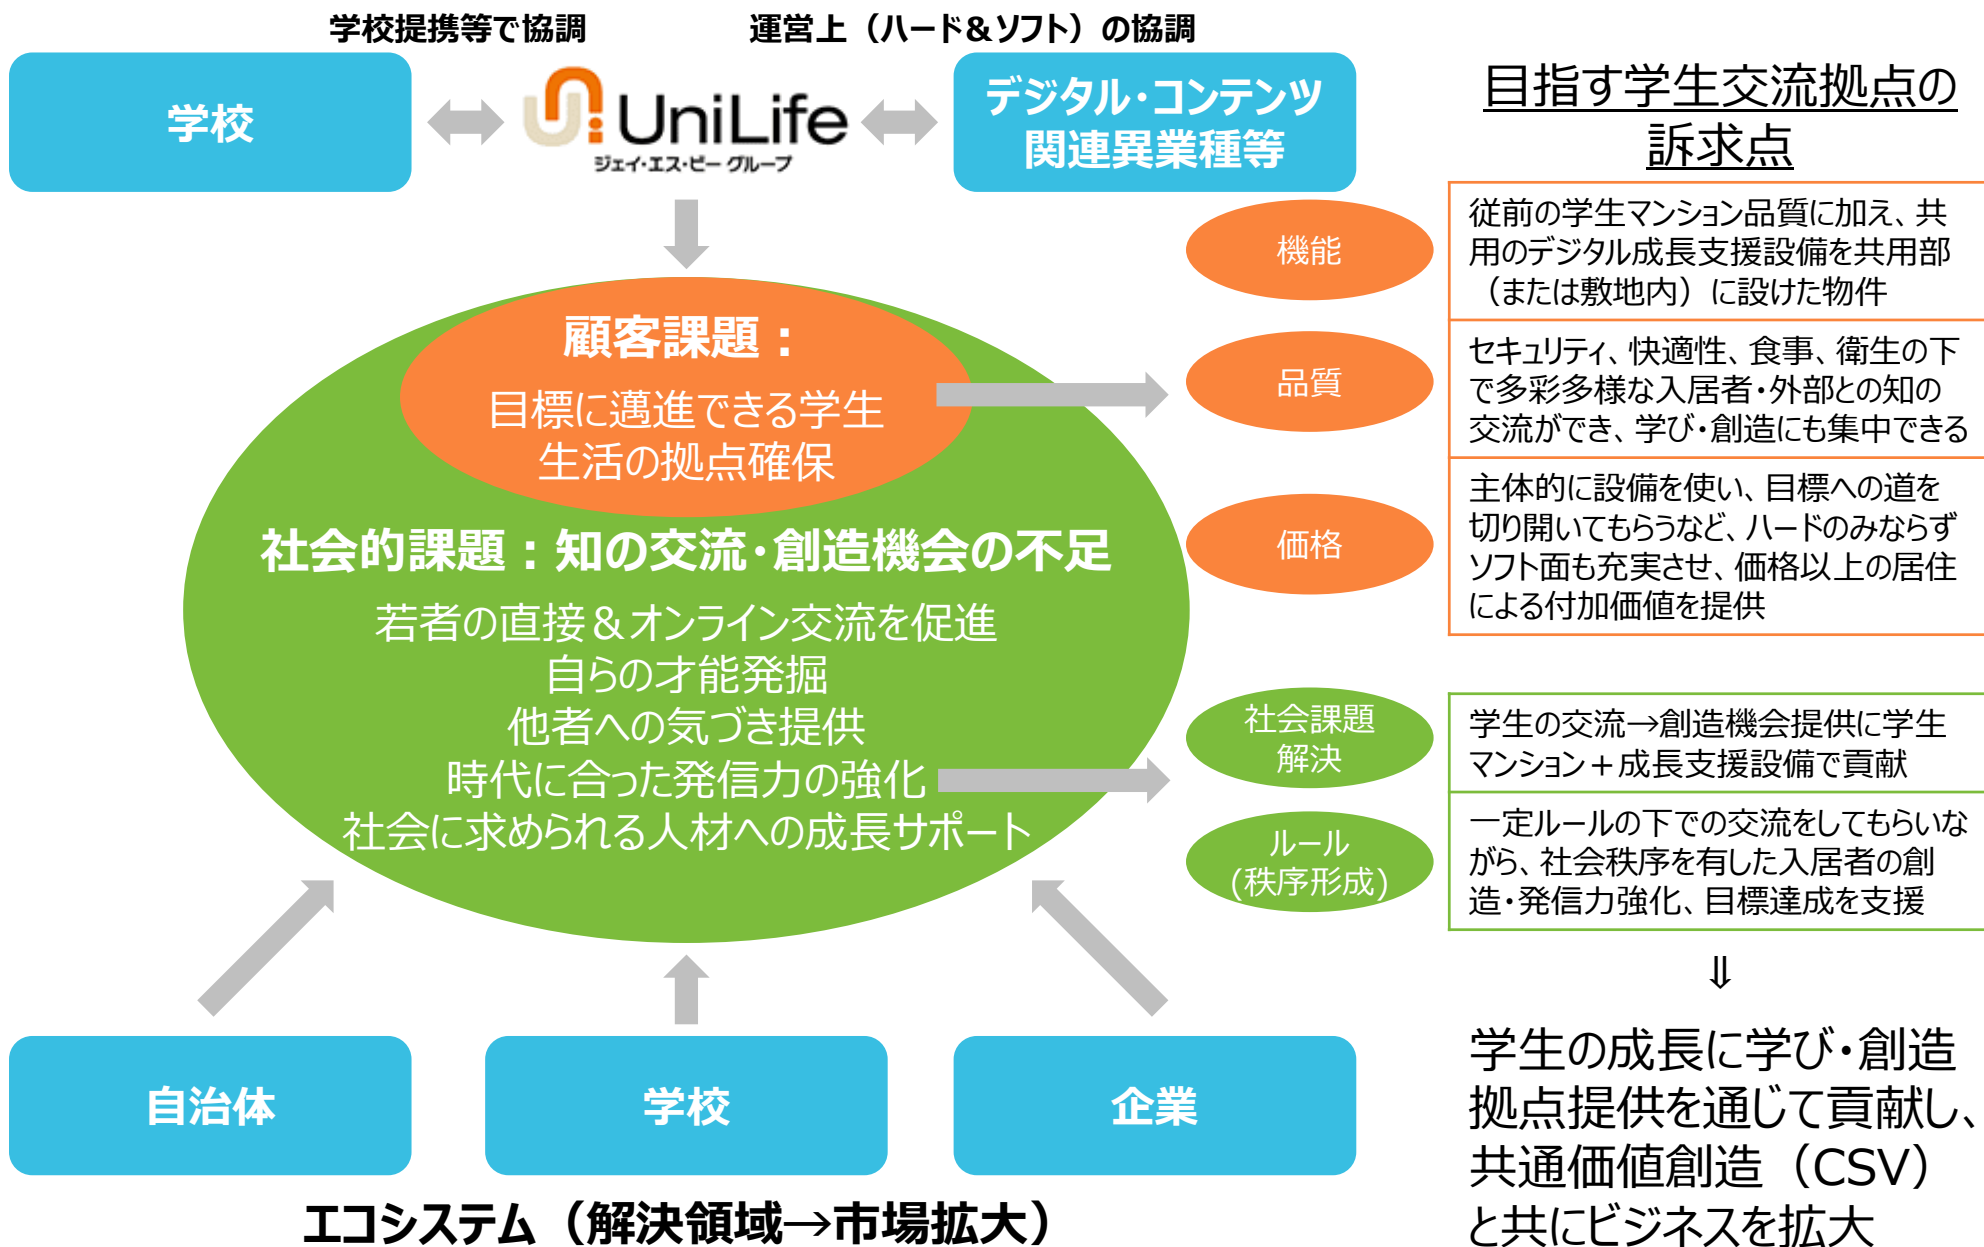 学校提携等で協調
運営上（ハード＆ソフト）の協調
学校
UniLife
ジェイ・エス・ビー グループ
デジタル・コンテンツ
関連異業種等
顧客課題：
目標に邁進できる学生
生活の拠点確保
社会的課題：知の交流・創造機会の不足
若者の直接＆オンライン交流を促進
自らの才能発掘
他者への気づき提供
時代に合った発信力の強化
社会に求められる人材への成長サポート
自治体
学校
企業
エコシステム（解決領域→市場拡大）
目指す学生交流拠点の
訴求点
機能
従前の学生マンション品質に加え、共
用のデジタル成長支援設備を共用部
（または敷地内）に設けた物件
品質
セキュリティ、快適性、食事、衛生の下
で多彩多様な入居者・外部との知の
交流ができ、学び・創造にも集中できる
価格
主体的に設備を使い、目標への道を
切り開いてもらうなど、ハードのみならず
ソフト面も充実させ、価格以上の居住
による付加価値を提供
社会課題
解決
学生の交流→創造機会提供に学生
マンション＋成長支援設備で貢献
ルール
(秩序形成)
一定ルールの下での交流をしてもらいな
がら、社会秩序を有した入居者の創
造・発信力強化、目標達成を支援
⇓
学生の成長に学び・創造
拠点提供を通じて貢献し、
共通価値創造（CSV）
と共にビジネスを拡大